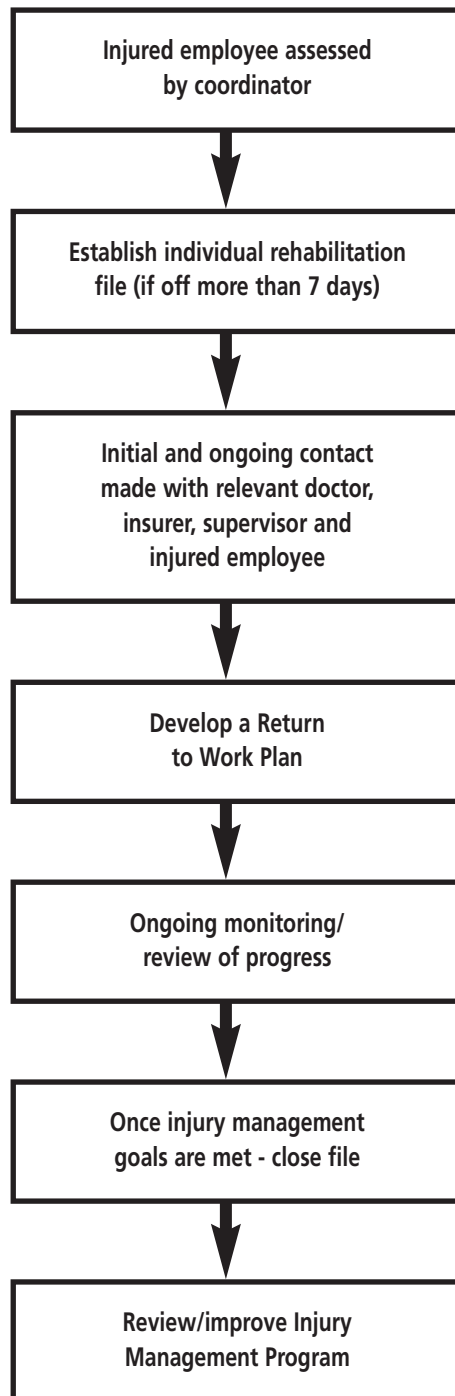 Injured employee assessed
by coordinator
Establish individual rehabilitation
file (if off more than 7 days)
Initial and ongoing contact
made with relevant doctor,
insurer, supervisor and
injured employee
Develop a Return
to Work Plan
Ongoing monitoring/
review of progress
Once injury management
goals are met - close file
Review/improve Injury
Management Program